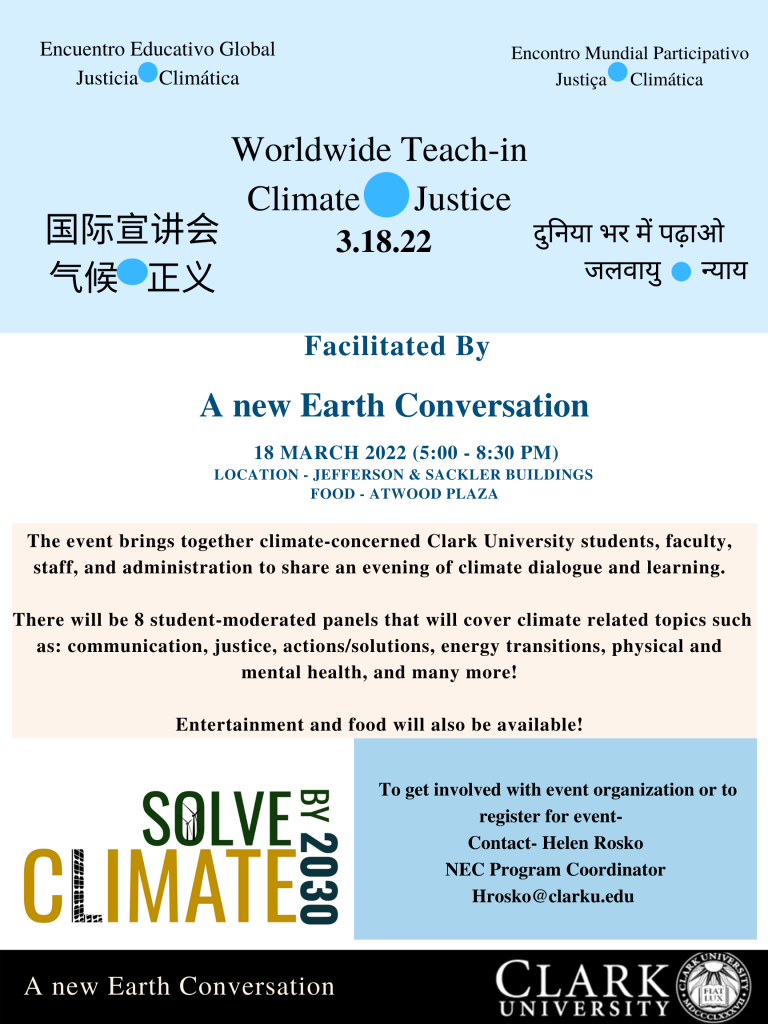 Encuentro Educativo Global
Justicia Climática
Encontro Mundial Participativo
Justiça Climática
Worldwide Teach-in
Climate Justice
3.18.22
国际宣讲会
气候 正义
दुनिया भर में पढ़ाओ
जलवायु न्याय
Facilitated By
A new Earth Conversation
18 MARCH 2022 (5:00 - 8:30 PM)
LOCATION - JEFFERSON & SACKLER BUILDINGS
FOOD - ATWOOD PLAZA
The event brings together climate-concerned Clark University students, faculty,
staff, and administration to share an evening of climate dialogue and learning.
There will be 8 student-moderated panels that will cover climate related topics such
as: communication, justice, actions/solutions, energy transitions, physical and
mental health, and many more!
Entertainment and food will also be available!
SOLVE
CLIMATE
BY 2030
To get involved with event organization or to
register for event-
Contact- Helen Rosko
NEC Program Coordinator
Hrosko@clarku.edu
A new Earth Conversation
CLARK
UNIVERSITY
CLARK UNIVERSITY
FIAT
LUX
MDCCCLXXXVII